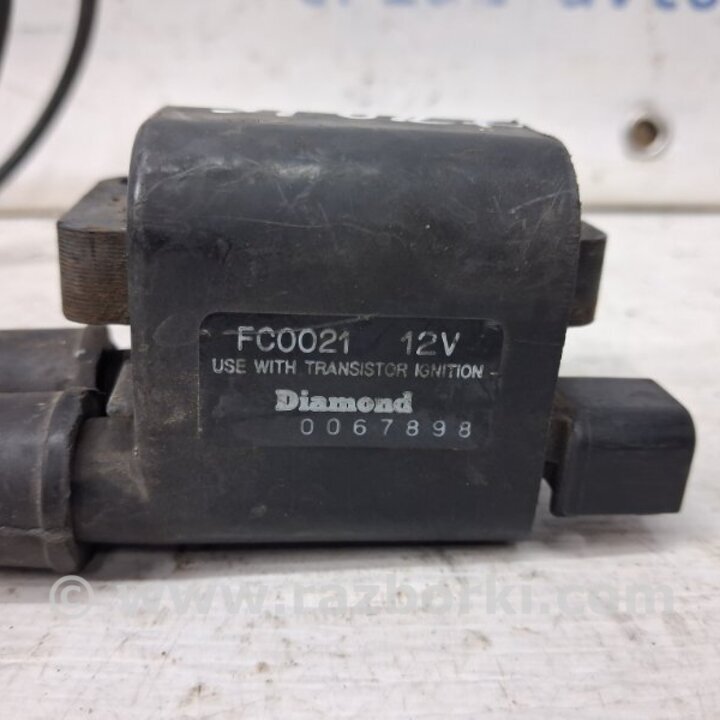 FC0021 12V
USE WITH TRANSISTOR IGNITION
Diamond
0067898
© www.razborki.com